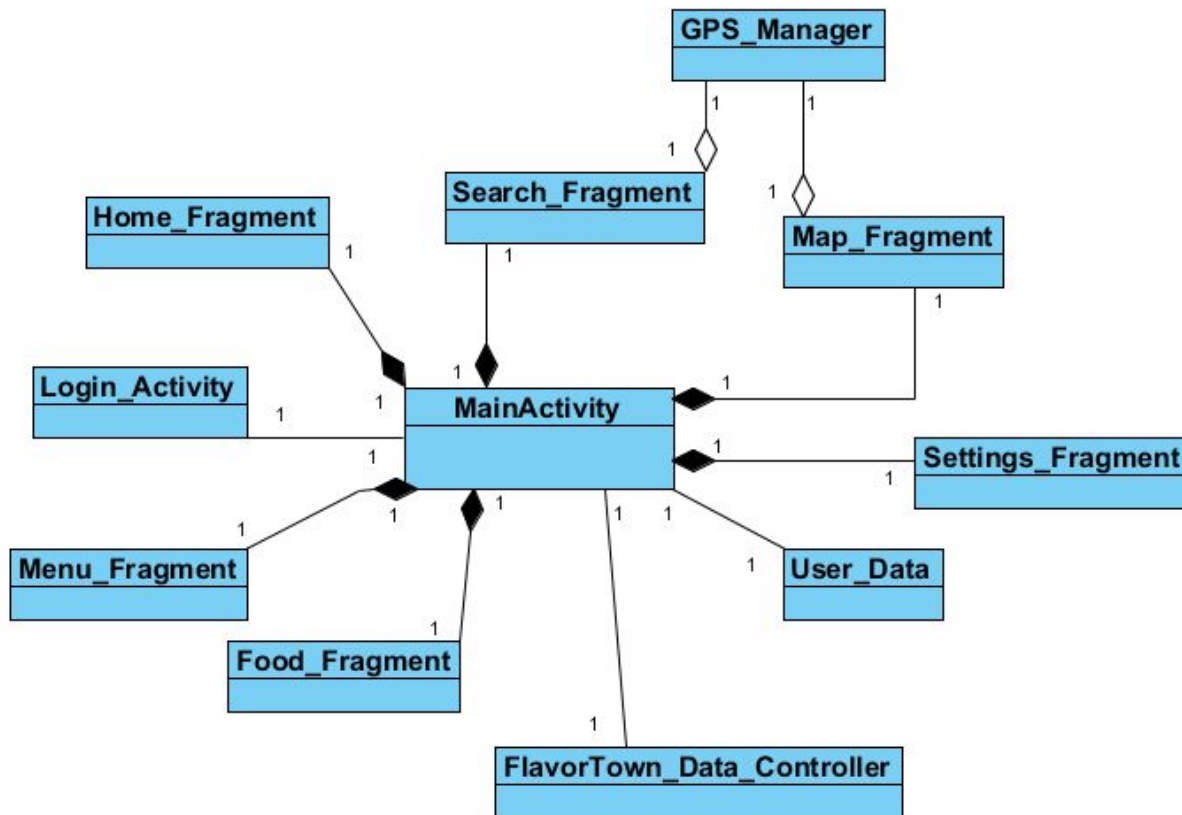 GPS_Manager
1
1
1
1
Search_Fragment
Home_Fragment
Map_Fragment
1
1
1
1
1
Login_Activity
1
MainActivity
1
1
1
1
Settings_Fragment
1
1
1
1
1
1
Menu_Fragment
1
User_Data
1
Food_Fragment
1
FlavorTown_Data_Controller